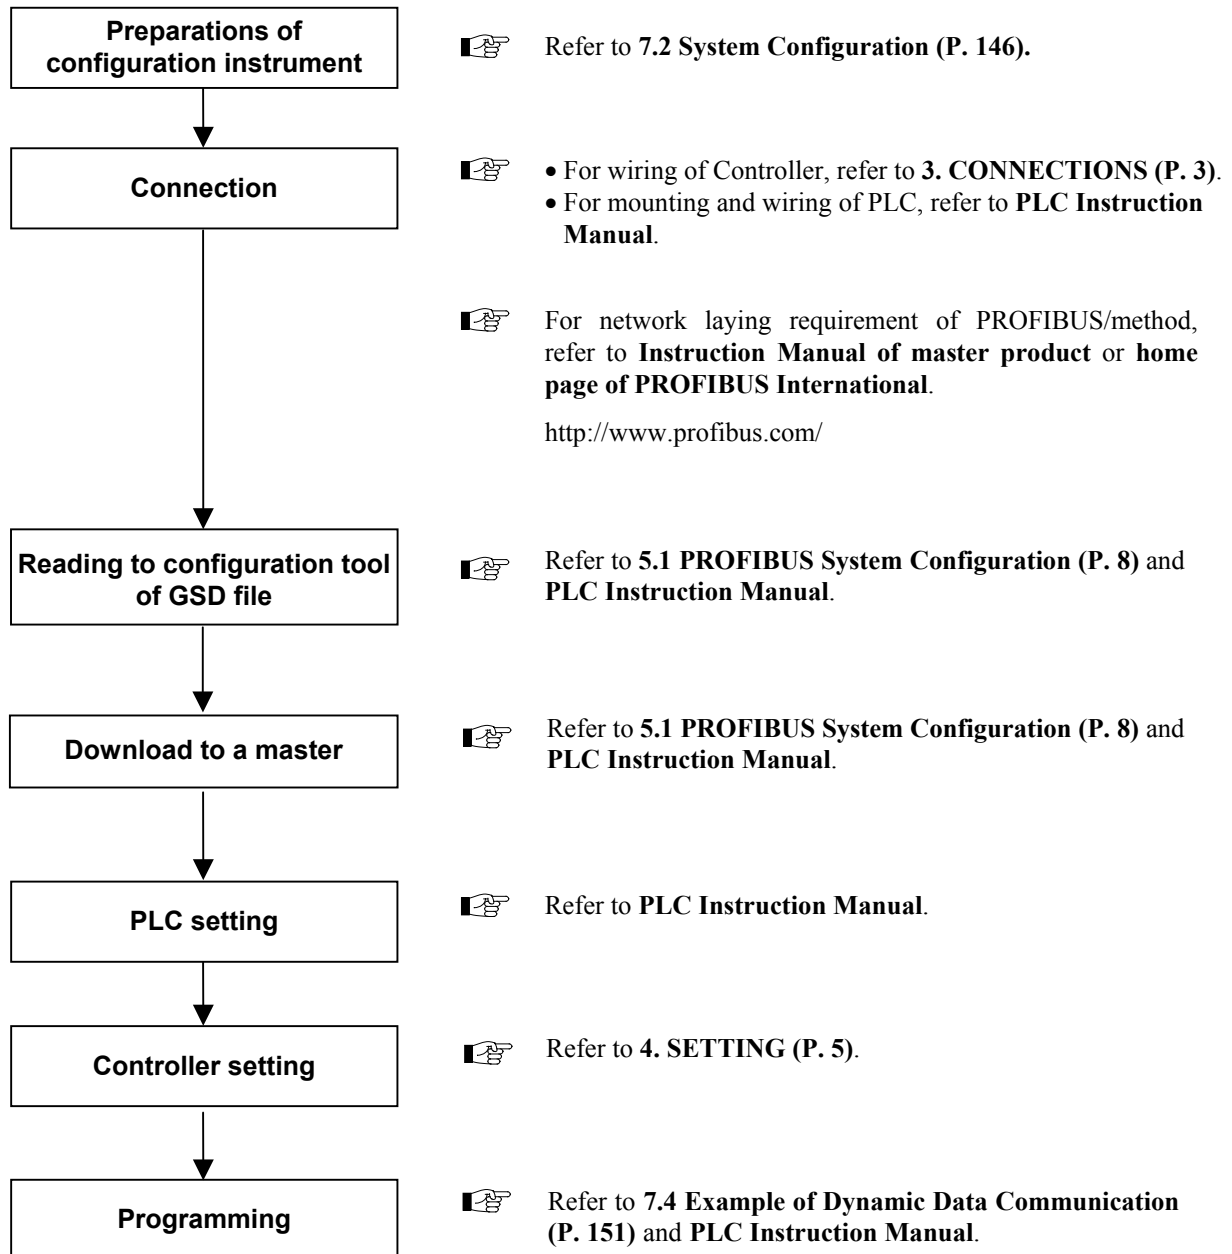 Preparations of
configuration instrument
Refer to 7.2 System Configuration (P. 146).
Connection
• For wiring of Controller, refer to 3. CONNECTIONS (P. 3).
• For mounting and wiring of PLC, refer to PLC Instruction
Manual.
For network laying requirement of PROFIBUS/method,
refer to Instruction Manual of master product or home
page of PROFIBUS International.
http://www.profibus.com/
Reading to configuration tool
of GSD file
Refer to 5.1 PROFIBUS System Configuration (P. 8) and
PLC Instruction Manual.
Download to a master
Refer to 5.1 PROFIBUS System Configuration (P. 8) and
PLC Instruction Manual.
PLC setting
Refer to PLC Instruction Manual.
Controller setting
Refer to 4. SETTING (P. 5).
Programming
Refer to 7.4 Example of Dynamic Data Communication
(P. 151) and PLC Instruction Manual.